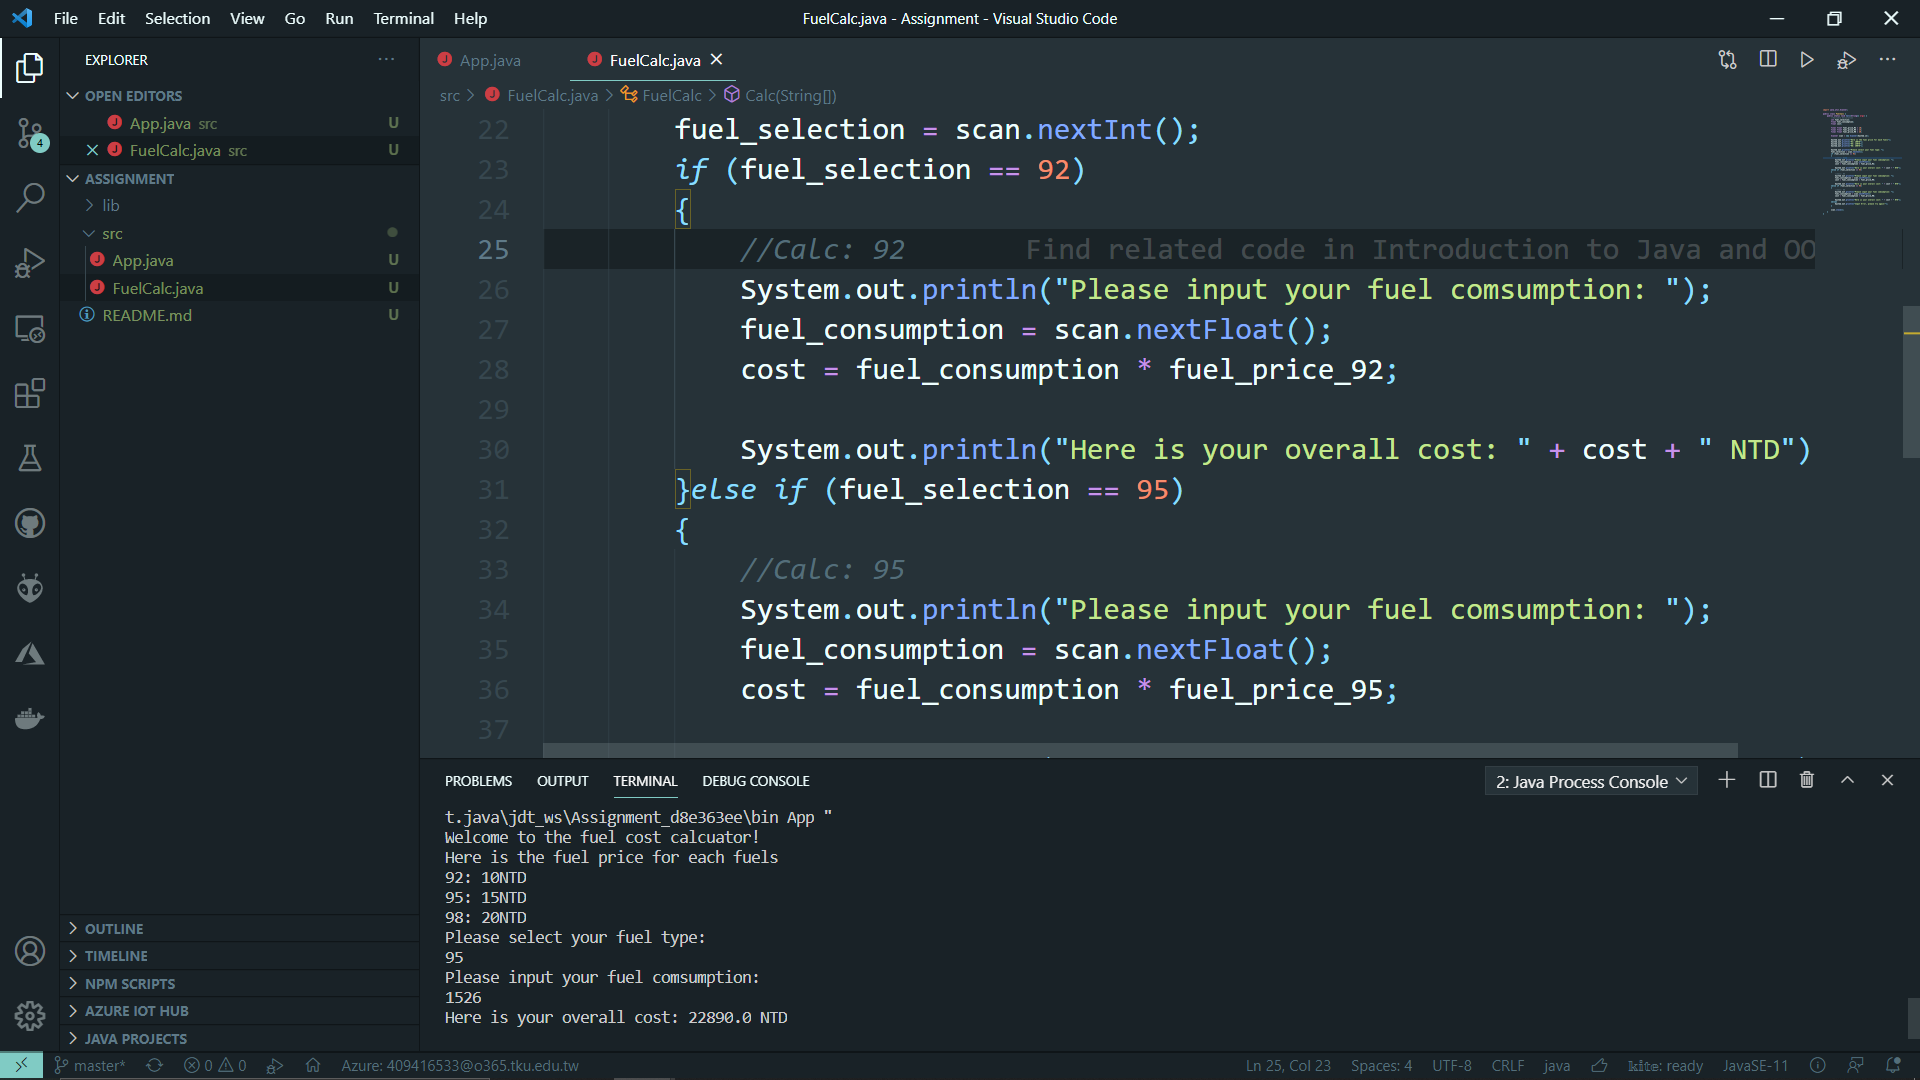 File Edit Selection View Go Run Terminal Help
FuelCalc.java - Assignment - Visual Studio Code
EXPLORER
OPEN EDITORS
App.java src U
FuelCalc.java src U
ASSIGNMENT
lib
src
App.java U
FuelCalc.java U
README.md U
OUTLINE
TIMELINE
NPM SCRIPTS
AZURE IOT HUB
JAVA PROJECTS
4
App.java
FuelCalc.java
src > FuelCalc.java > FuelCalc > Calc(String[])
22 fuel_selection = scan.nextInt();
23 if (fuel_selection == 92)
24 {
25 //Calc: 92 Find related code in Introduction to Java and OO
26 System.out.println("Please input your fuel comsumption: ");
27 fuel_consumption = scan.nextFloat();
28 cost = fuel_consumption * fuel_price_92;
29
30 System.out.println("Here is your overall cost: " + cost + " NTD")
31 }else if (fuel_selection == 95)
32 {
33 //Calc: 95
34 System.out.println("Please input your fuel comsumption: ");
35 fuel_consumption = scan.nextFloat();
36 cost = fuel_consumption * fuel_price_95;
37
PROBLEMS OUTPUT TERMINAL DEBUG CONSOLE
2: Java Process Console
t.java\jdt_ws\Assignment_d8e363ee\bin App "
Welcome to the fuel cost calcuator!
Here is the fuel price for each fuels
92: 10NTD
95: 15NTD
98: 20NTD
Please select your fuel type:
95
Please input your fuel comsumption:
1526
Here is your overall cost: 22890.0 NTD
master* 0 0 Azure: 409416533@o365.tku.edu.tw
Ln 25, Col 23 Spaces: 4 UTF-8 CRLF java kite: ready JavaSE-11